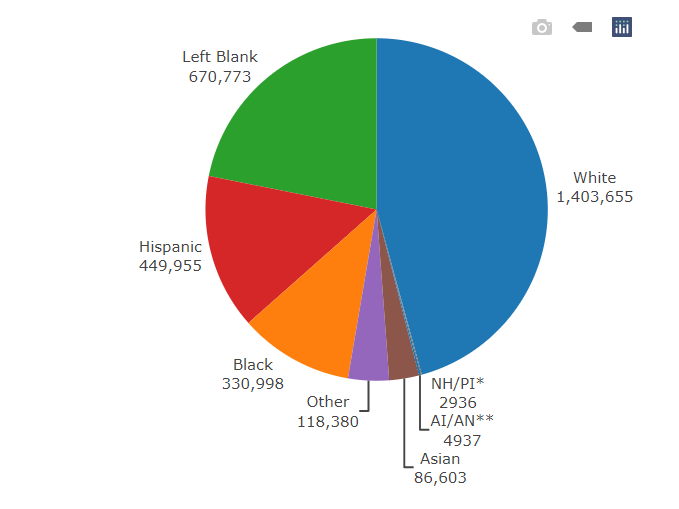 Left Blank
670,773
White
1,403,655
Hispanic
449,955
Black
330,998
Other
118,380
NH/PI*
2936
AI/AN**
4937
Asian
86,603